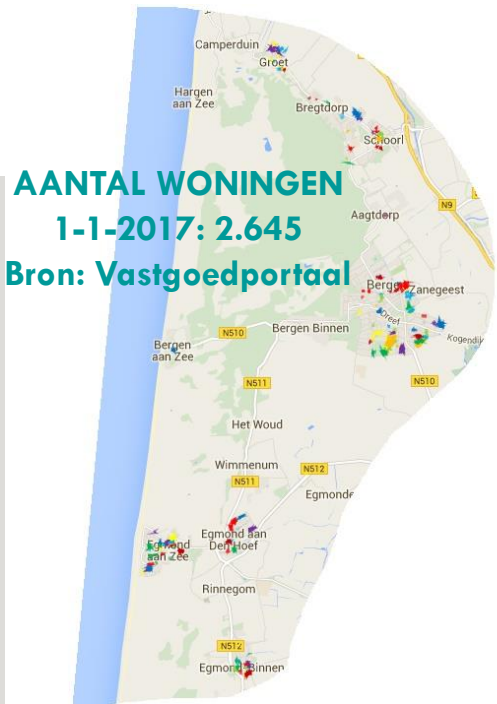 Camperduin
Groet
Hargen
aan Zee
Bregtdorp
Schoorl
AANTAL WONINGEN
1-1-2017: 2.645
Bron: Vastgoedportaal
N9
Aagtdorp
Bergen
Zanegeest
Dreef
Bergen Binnen
N510
Kogendijk
Bergen
aan Zee
N511
N510
Het Woud
Wimmenum
N512
N511
Egmonde
Egmond aan
Den Hoef
Egmond
aan Zee
Rinnegom
N512
Egmond-Binnen